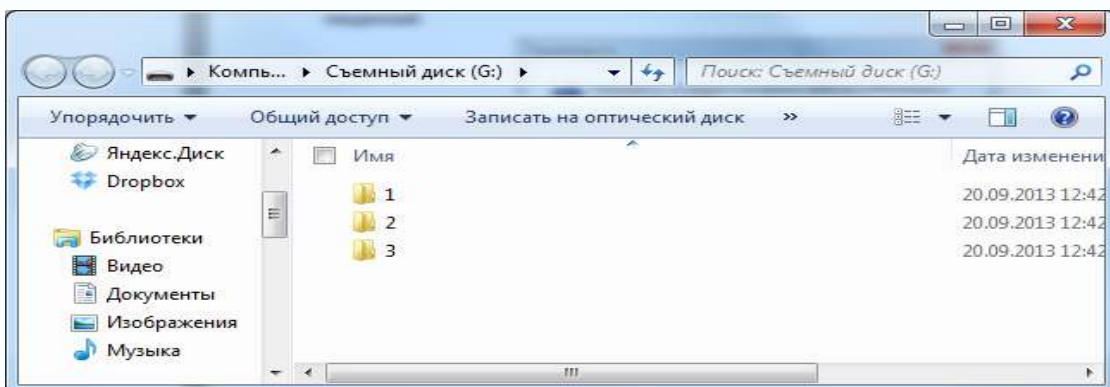 Компь... Съемный диск (G:) Поиск: Съемный диск (G:)
Упорядочить Общий доступ Записать на оптический диск »
Яндекс.Диск
Dropbox
Библиотеки
Видео
Документы
Изображения
Музыка
Имя Дата изменени
1 20.09.2013 12:42
2 20.09.2013 12:42
3 20.09.2013 12:42